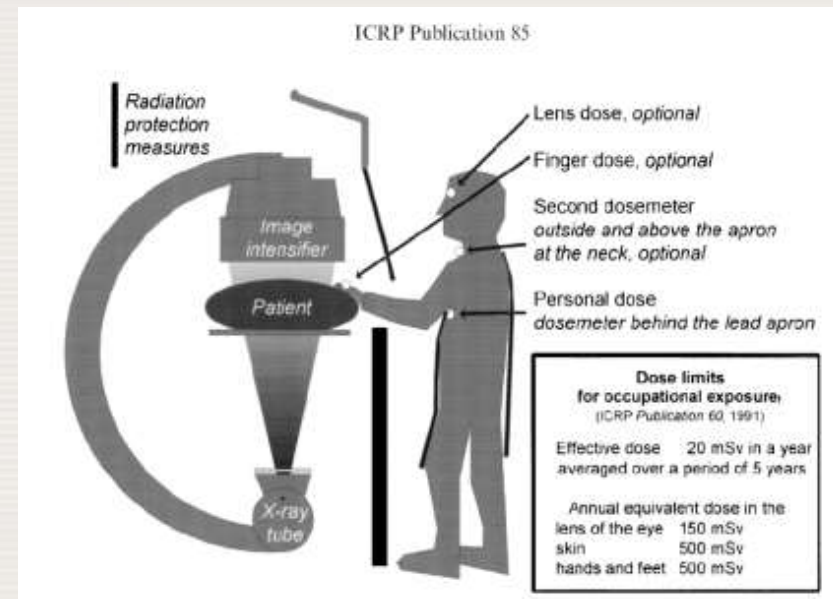 ICRP Publication 85
Radiation
protection
measures
Image
intensifier
Patient
X-ray
tube
Lens dose, optional
Finger dose, optional
Second dosemeter
outside and above the apron
at the neck, optional
Personal dose
dosemeter behind the lead apron
Dose limits
for occupational exposure
(ICRP Publication 60, 1991)
Effective dose 20 mSv in a year
averaged over a period of 5 years
Annual equivalent dose in the
lens of the eye 150 mSv
skin 500 mSv
hands and feet 500 mSv